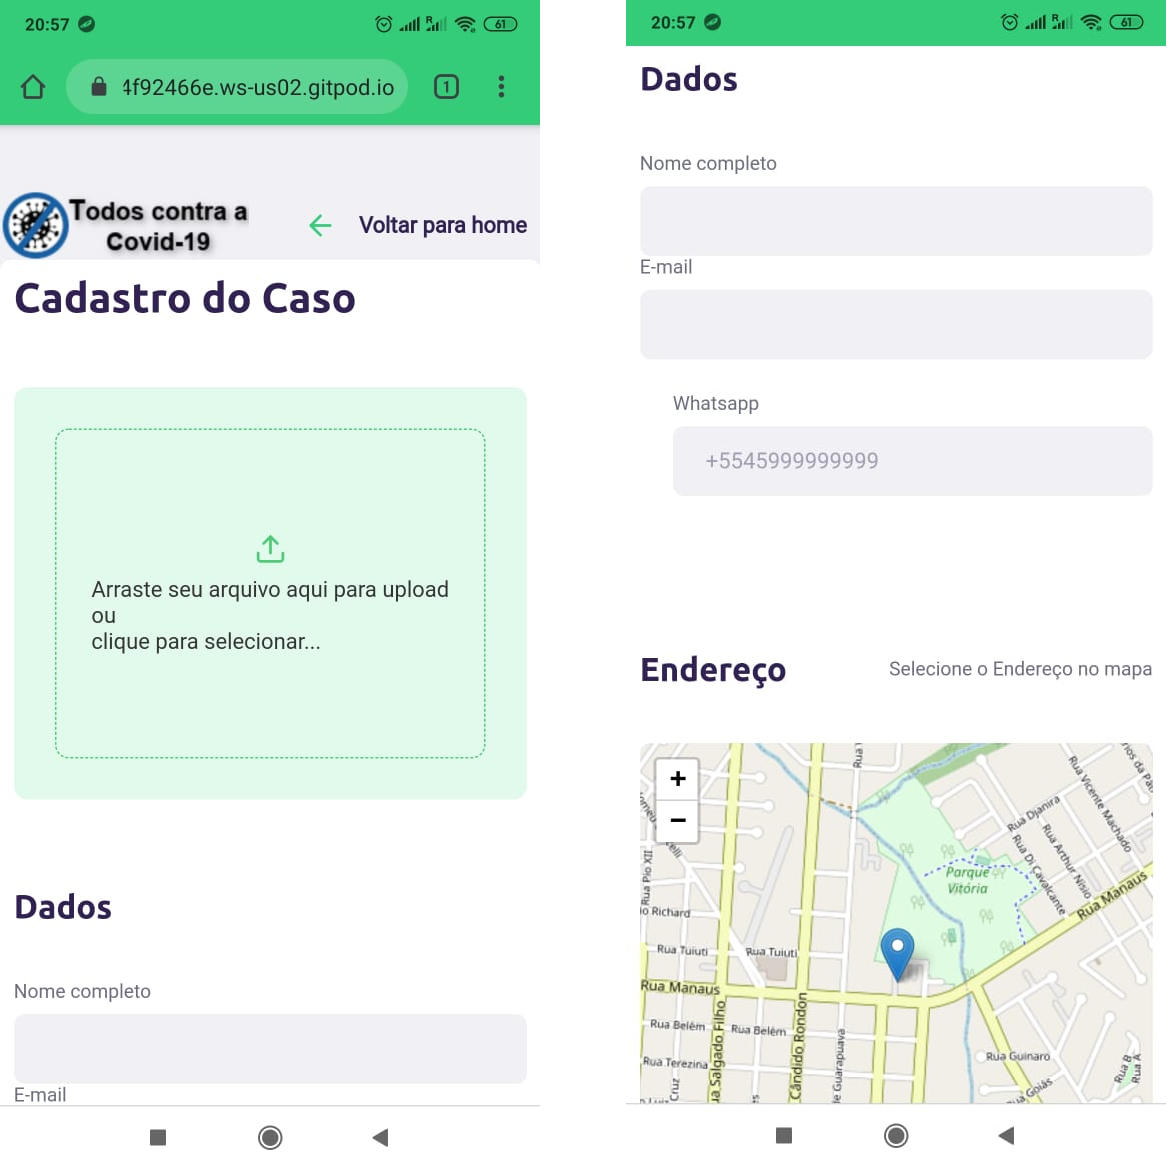 20:57
R
61
4f92466e.ws-us02.gitpod.io
1
Todos contra a
Covid-19
Voltar para home
Cadastro do Caso
Arraste seu arquivo aqui para upload
ou
clique para selecionar...
Dados
Nome completo
E-mail
20:57
R
61
Dados
Nome completo
E-mail
Whatsapp
+5545999999999
Endereço
Selecione o Endereço no mapa
+
−
Rua Vicente Machado
Rua Djanira
Rua Arthur Nisio
Rua Di Cavalcante
Rua Pio XII
Parque
Vitória
Rua Manaus
o Richard
Rua Tuiuti
Rua Tuiuti
Rua Manaus
Rua Belém
Rua Belém
Rua Terezina
ua Salgado Filho
Cândido Rondon
de Guarapuava
Cruz
Rua Guinaro
Rua Goiás
Rua B
Rua A